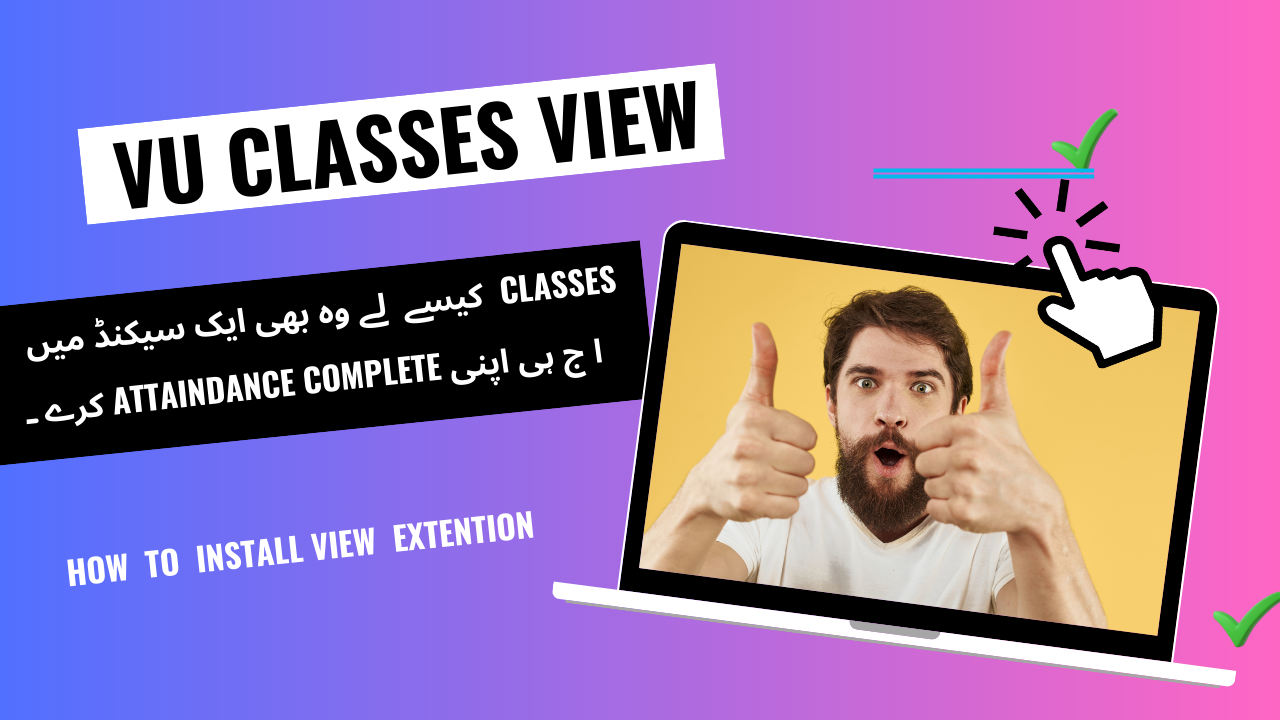 VU CLASSES VIEW
CLASSES کیسے لے وہ بھی ایک سیکنڈ میں
ا ج ہی اپنی ATTAINDANCE COMPLETE کرے ۔
HOW TO INSTALL VIEW EXTENTION